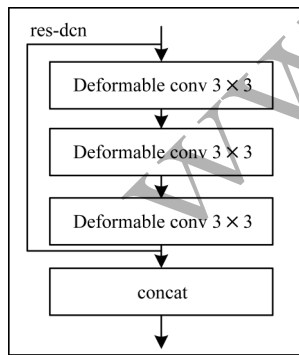 res-dcn
Deformable conv 3 × 3
Deformable conv 3 × 3
Deformable conv 3 × 3
concat